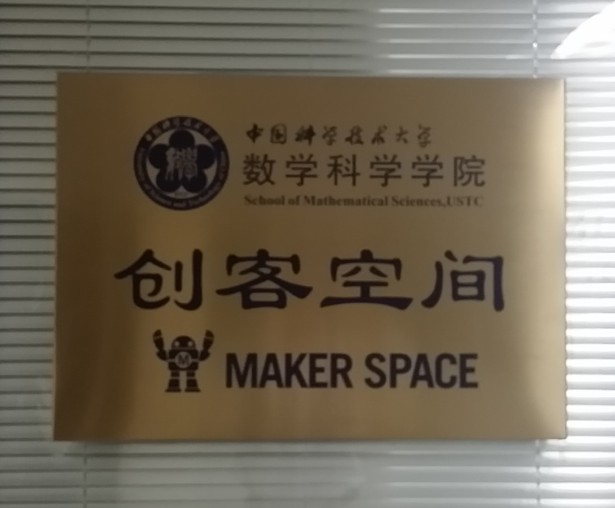 中国科学技术大学
数学科学学院
School of Mathematical Sciences,USTC
创客空间
M
MAKER SPACE